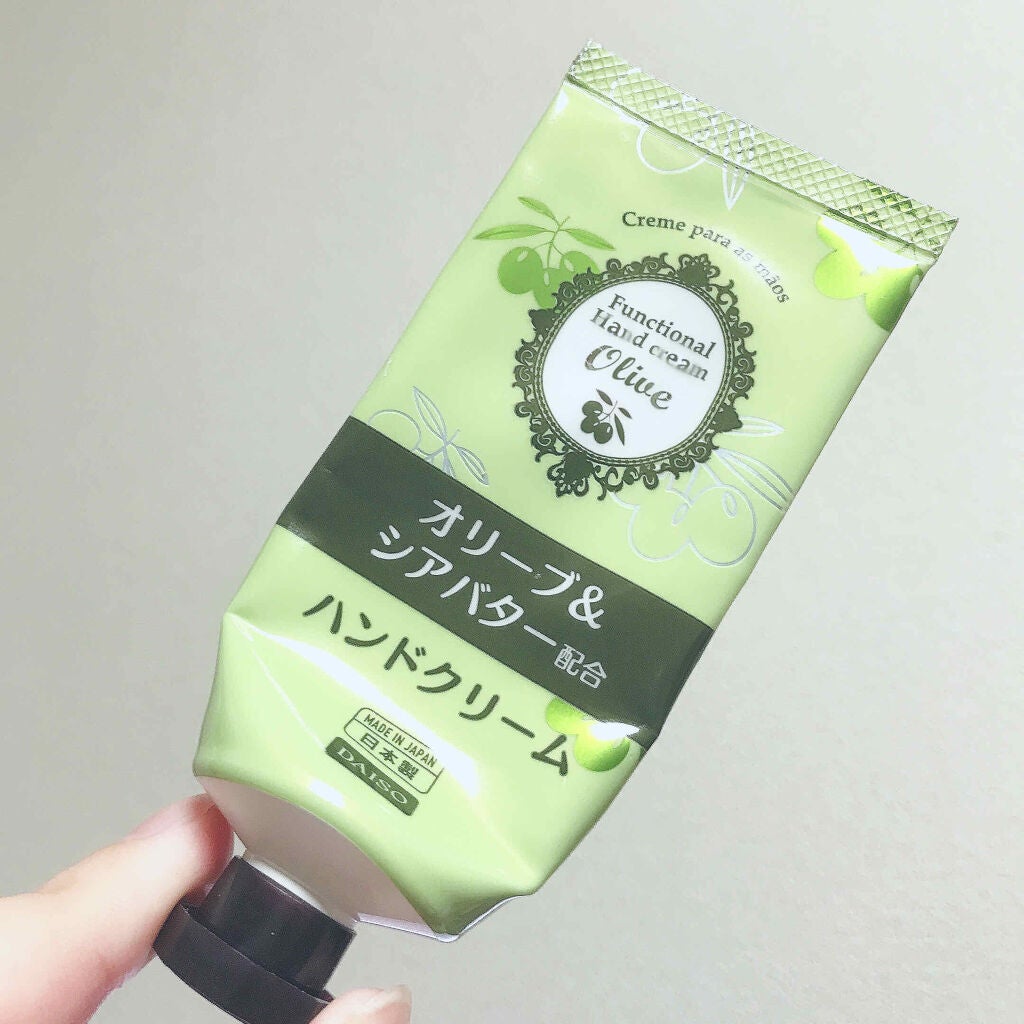 Creme para as mãos
Functional
Hand cream
Olive
オリーブ&
シアバター配合
ハンドクリーム
MADE IN JAPAN
日本製
DAISO